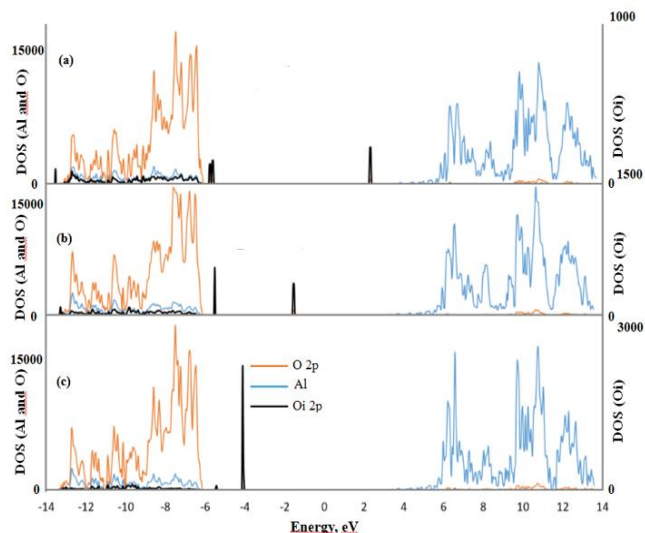 1000
15000
(a)
DOS (Al and O)
DOS (Oi)
0
1500
15000
(b)
DOS (Al and O)
DOS (Oi)
0
0
3000
15000
(c)
O 2p
Al
Oi 2p
DOS (Al and O)
DOS (Oi)
0
0
-14 -12 -10 -8 -6 -4 -2 0 2 4 6 8 10 12 14
Energy, eV